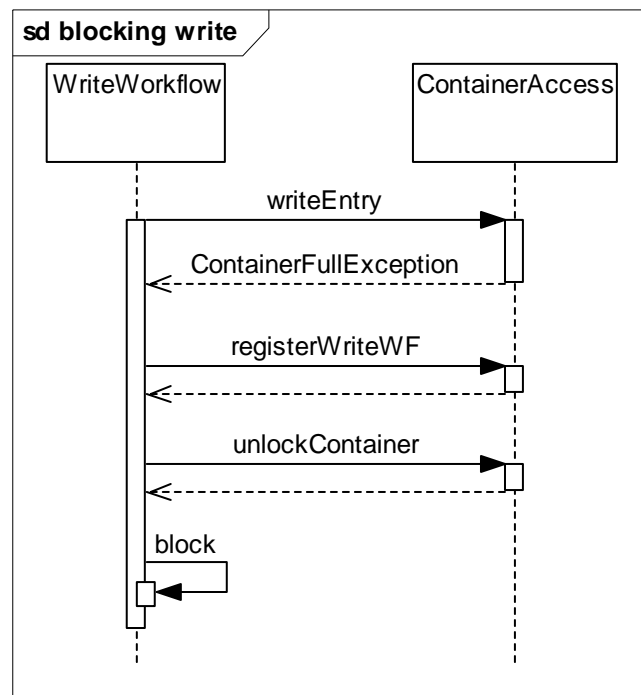 sd blocking write
WriteWorkflow
ContainerAccess
writeEntry
ContainerFullException
registerWriteWF
unlockContainer
block